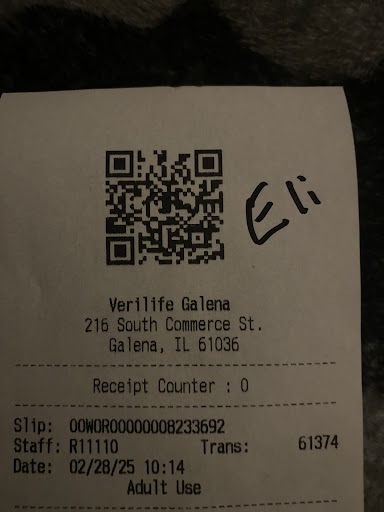 Eli
Verilife Galena
216 South Commerce St.
Galena, IL 61036
Receipt Counter : 0
Slip: 00WOR00000008233692
Staff: R11110 Trans: 61374
Date: 02/28/25 10:14
Adult Use